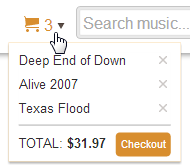 3 Search music...
Deep End of Down
Alive 2007
Texas Flood
TOTAL: $31.97 Checkout